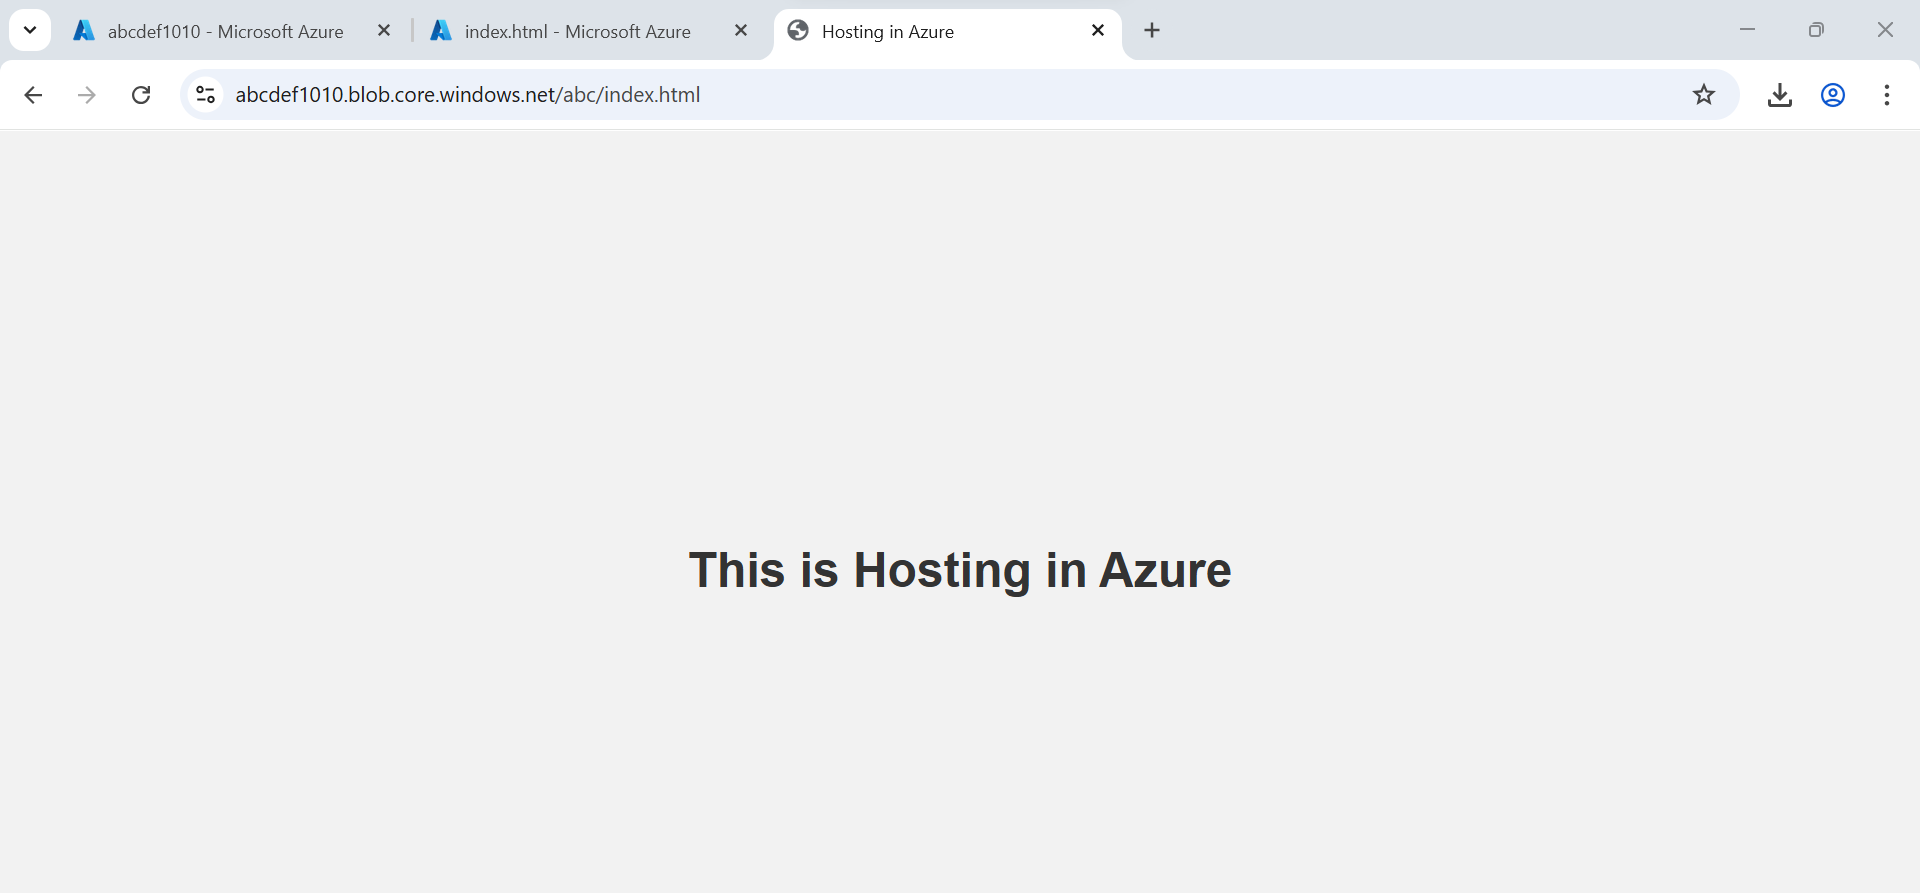 abcdef1010 - Microsoft Azure
index.html - Microsoft Azure
Hosting in Azure
abcdef1010.blob.core.windows.net/abc/index.html
This is Hosting in Azure